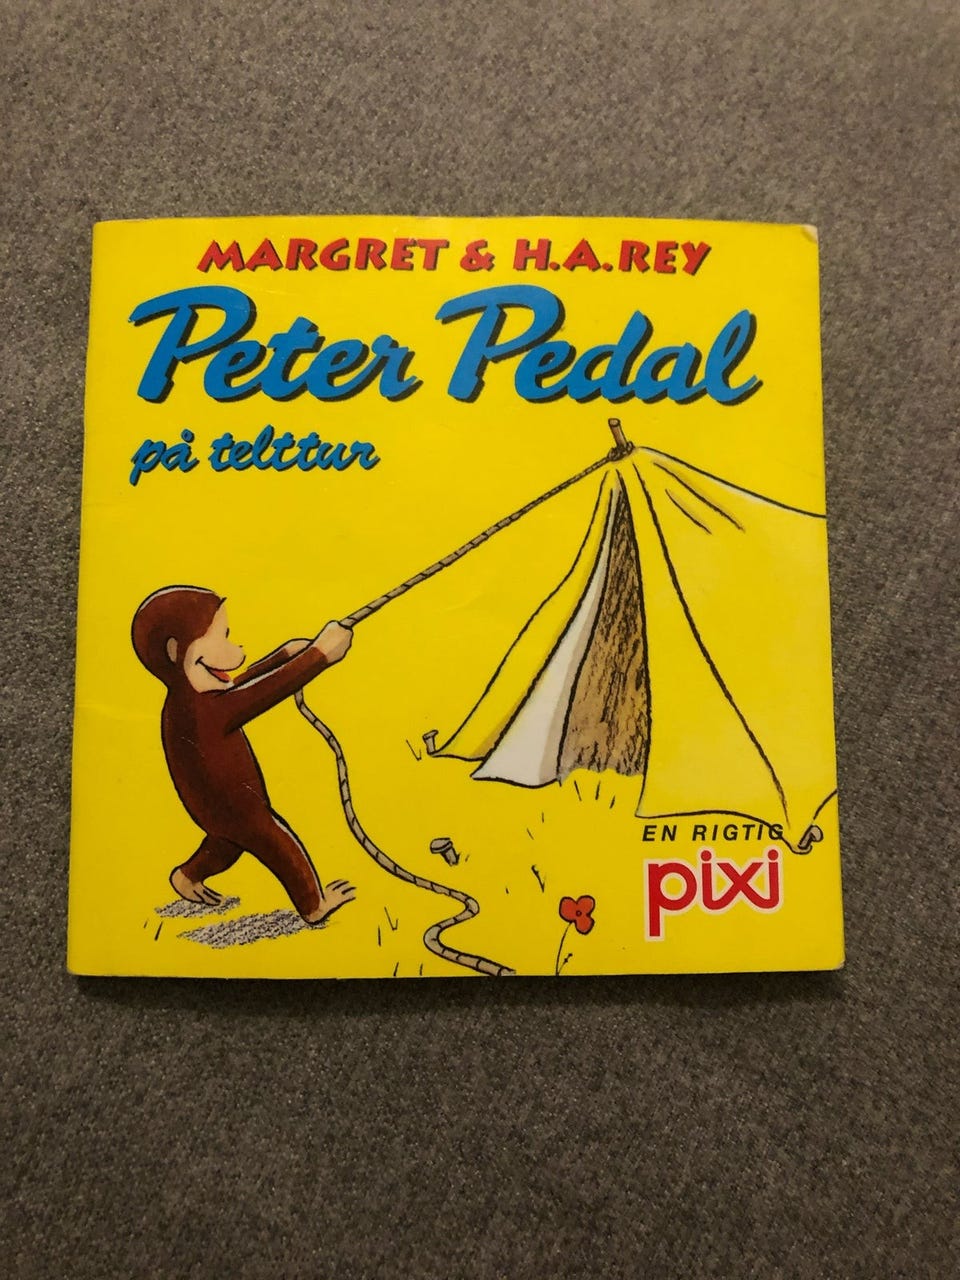 MARGRET & H.A.REY
Peter Pedal
på telttur
EN RIGTIG
pixi